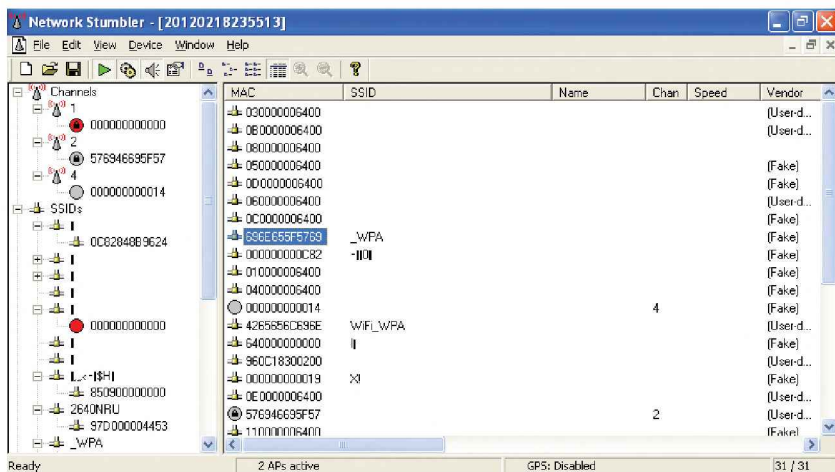 Network Stumbler - [20120218235513]
File Edit View Device Window Help
Channels
1
000000000000
2
576946695F57
4
000000000014
SSIDs
0C82848B9624
000000000000
850900000000
2640NRU
97D000004453
_WPA
MAC SSID Name Chan Speed Vendor
030000006400 (User-d...
0B0000006400 (User-d...
080000006400
050000006400 (Fake)
0D0000006400 (Fake)
060000006400 (User-d...
0C0000006400 (Fake)
696E655F5769 _WPA (Fake)
000000000C82 (Fake)
010000006400 (Fake)
040000006400 (Fake)
000000000014 4 (Fake)
4265656C696E WiFi_WPA (User-d...
640000000000 (Fake)
960C18300200 (User-d...
000000000019 X! (Fake)
0E0000006400 (User-d...
576946695F57 2 (User-d...
110000006400 (Fake)
Ready 2 APs active GPS: Disabled 31 / 31